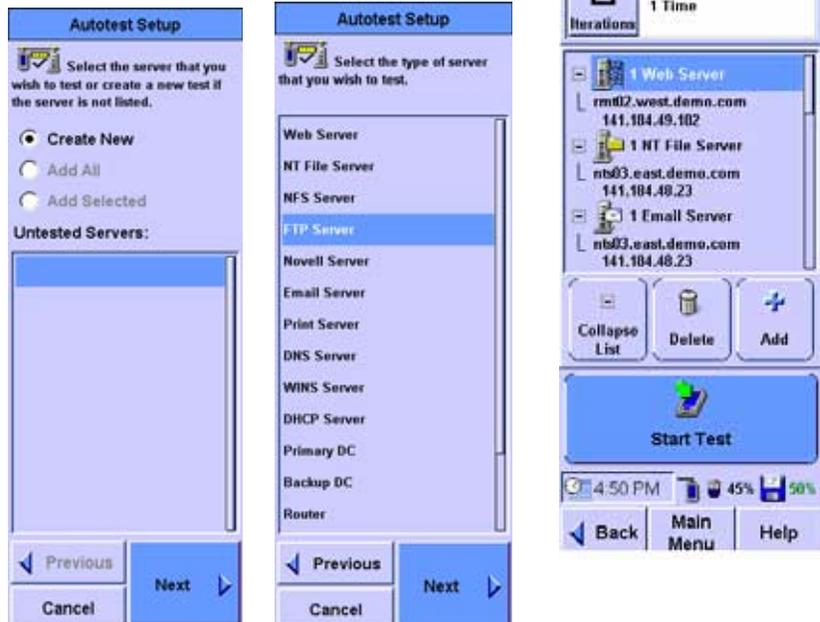 Autotest Setup
Select the server that you
wish to test or create a new test if
the server is not listed.
Create New
Add All
Add Selected
Untested Servers:
Previous
Next
Cancel
Autotest Setup
Select the type of server
that you wish to test.
Web Server
NT File Server
NFS Server
FTP Server
Novell Server
Email Server
Print Server
DNS Server
WINS Server
DHCP Server
Primary DC
Backup DC
Router
Previous
Next
Cancel
1 Time
Iterations
1 Web Server
rmt02.west.demo.com
141.184.49.102
1 NT File Server
nts03.east.demo.com
141.184.48.23
1 Email Server
nts03.east.demo.com
141.184.48.23
Collapse
List
Delete
Add
Start Test
4:50 PM
45%
50%
Back
Main
Menu
Help